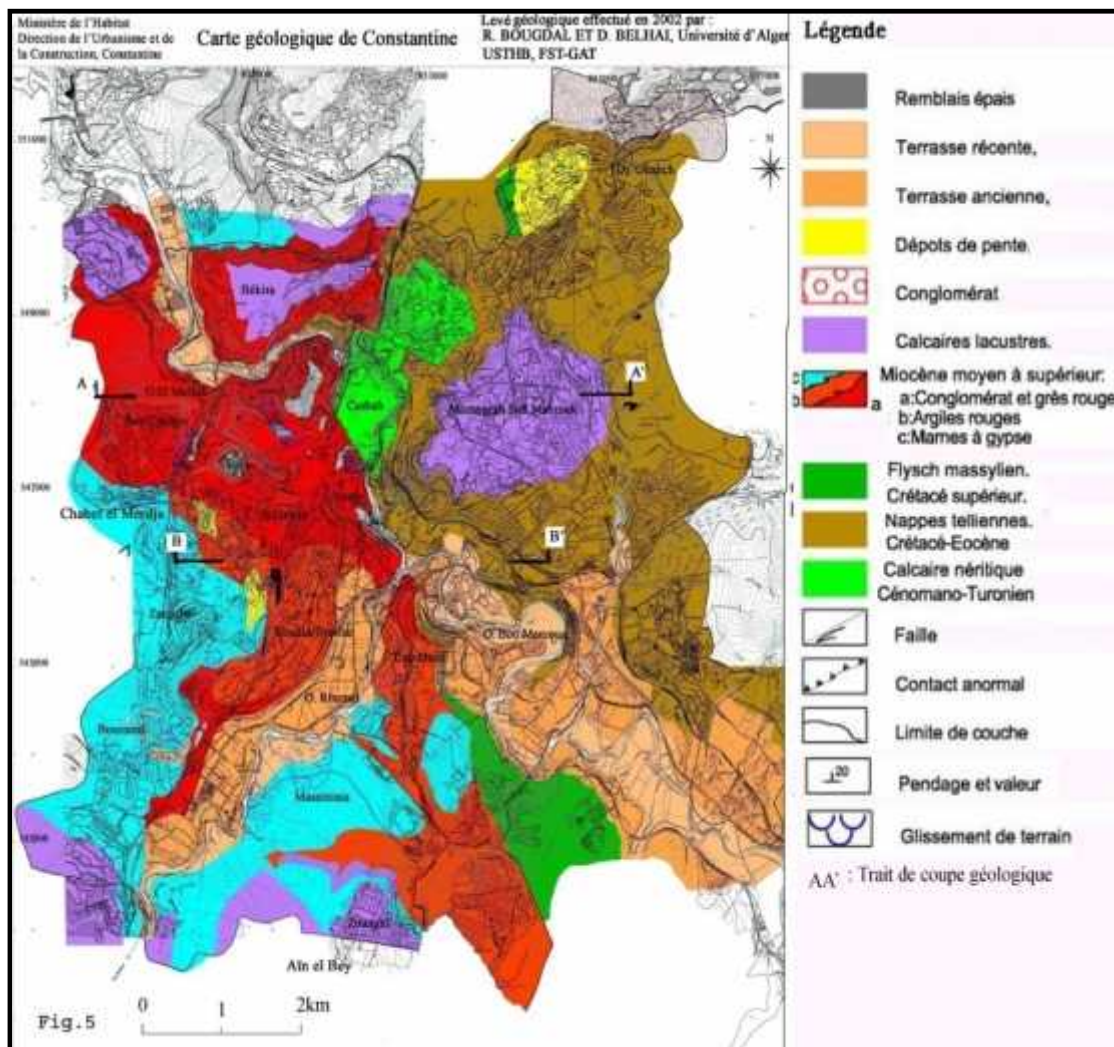 Ministère de l'Habitat
Direction de l'Urbanisme et de
la Construction, Constantine
Carte géologique de Constantine
Levé géologique effectué en 2002 par :
R. BOUGDAL ET D. BELHAI, Université d'Alger
USTHB, FST-GAT
N
Békira
A
A'
Casbah
Chabet el Merdja
B
B'
O. Bou Merzoug
O. Rhumel
Boussouf
Massinissa
Zouaghi
Aïn el Bey
0
1
2km
Fig.5
Légende
Remblais épais
Terrasse récente,
Terrasse ancienne,
Dépots de pente.
Conglomérat
Calcaires lacustres.
c
b
a
Miocène moyen à supérieur:
a:Conglomérat et grès rouge
b:Argiles rouges
c:Marnes à gypse
Flysch massylien.
Crétacé supérieur.
Nappes telliennes.
Crétacé-Eocène
Calcaire néritique
Cénomano-Turonien
Faille
Contact anormal
Limite de couche
20
Pendage et valeur
Glissement de terrain
AA' : Trait de coupe géologique